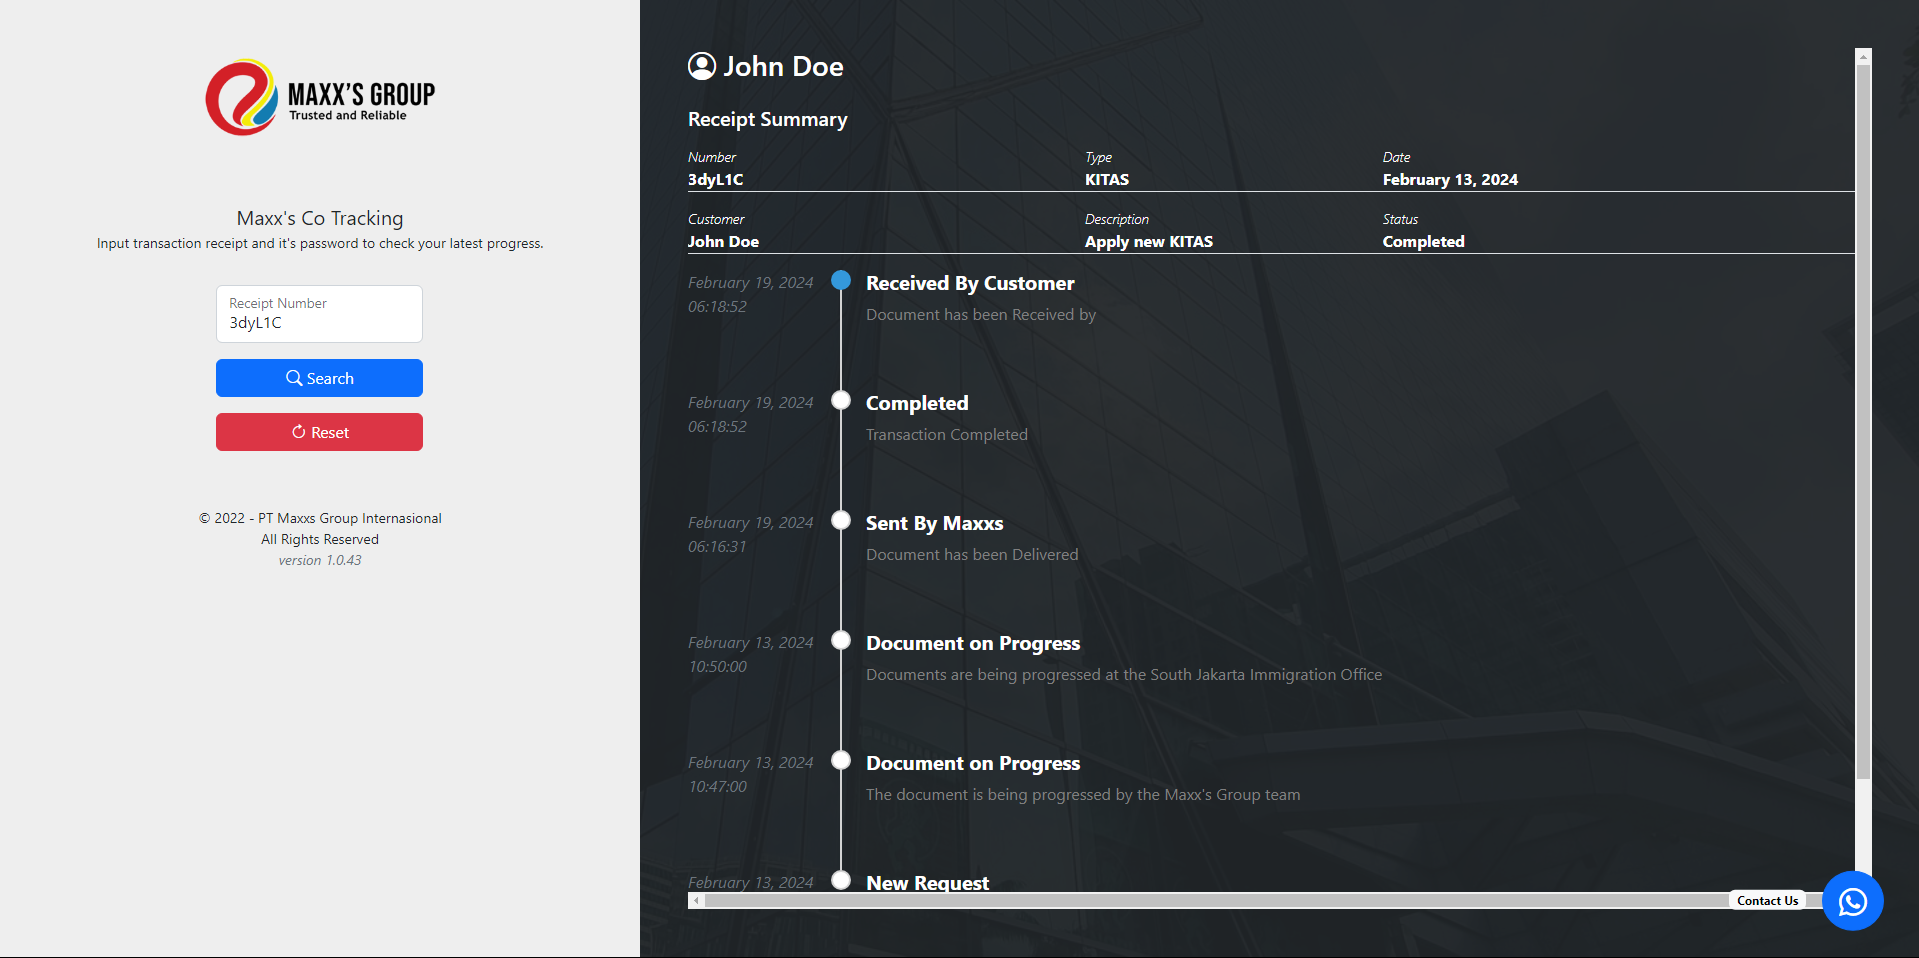 MAXX'S GROUP
Trusted and Reliable
Maxx's Co Tracking
Input transaction receipt and it's password to check your latest progress.
Receipt Number
3dyL1C
Search
Reset
© 2022 - PT Maxxs Group Internasional
All Rights Reserved
version 1.0.43
John Doe
Receipt Summary
Number Type Date
3dyL1C KITAS February 13, 2024
Customer Description Status
John Doe Apply new KITAS Completed
February 19, 2024 Received By Customer
06:18:52 Document has been Received by
February 19, 2024 Completed
06:18:52 Transaction Completed
February 19, 2024 Sent By Maxxs
06:16:31 Document has been Delivered
February 13, 2024 Document on Progress
10:50:00 Documents are being progressed at the South Jakarta Immigration Office
February 13, 2024 Document on Progress
10:47:00 The document is being progressed by the Maxx's Group team
February 13, 2024 New Request
Contact Us